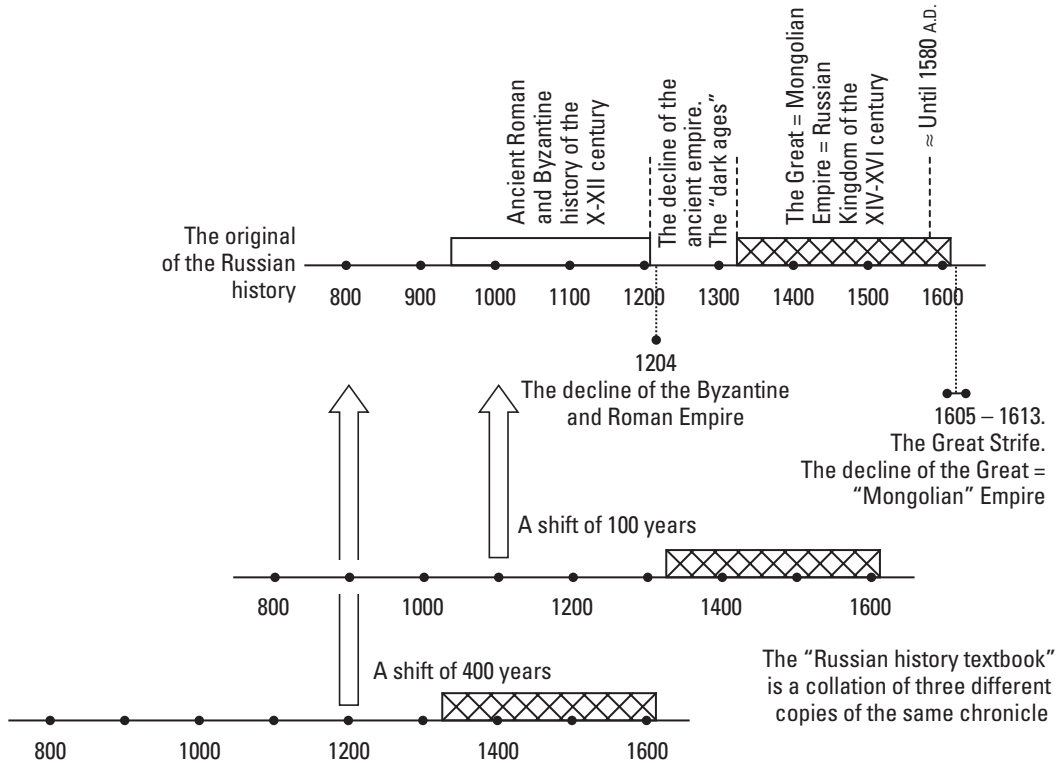 Ancient Roman
and Byzantine
history of the
X-XII century
The decline of the
ancient empire.
The “dark ages”
The Great = Mongolian
Empire = Russian
Kingdom of the
XIV-XVI century
≈ Until 1580 A.D.
The original
of the Russian
history
800 900 1000 1100 1200 1300 1400 1500 1600
1204
The decline of the Byzantine
and Roman Empire
1605 – 1613.
The Great Strife.
The decline of the Great =
“Mongolian” Empire
A shift of 100 years
800 1000 1200 1400 1600
A shift of 400 years
The “Russian history textbook”
is a collation of three different
copies of the same chronicle
800 1000 1200 1400 1600